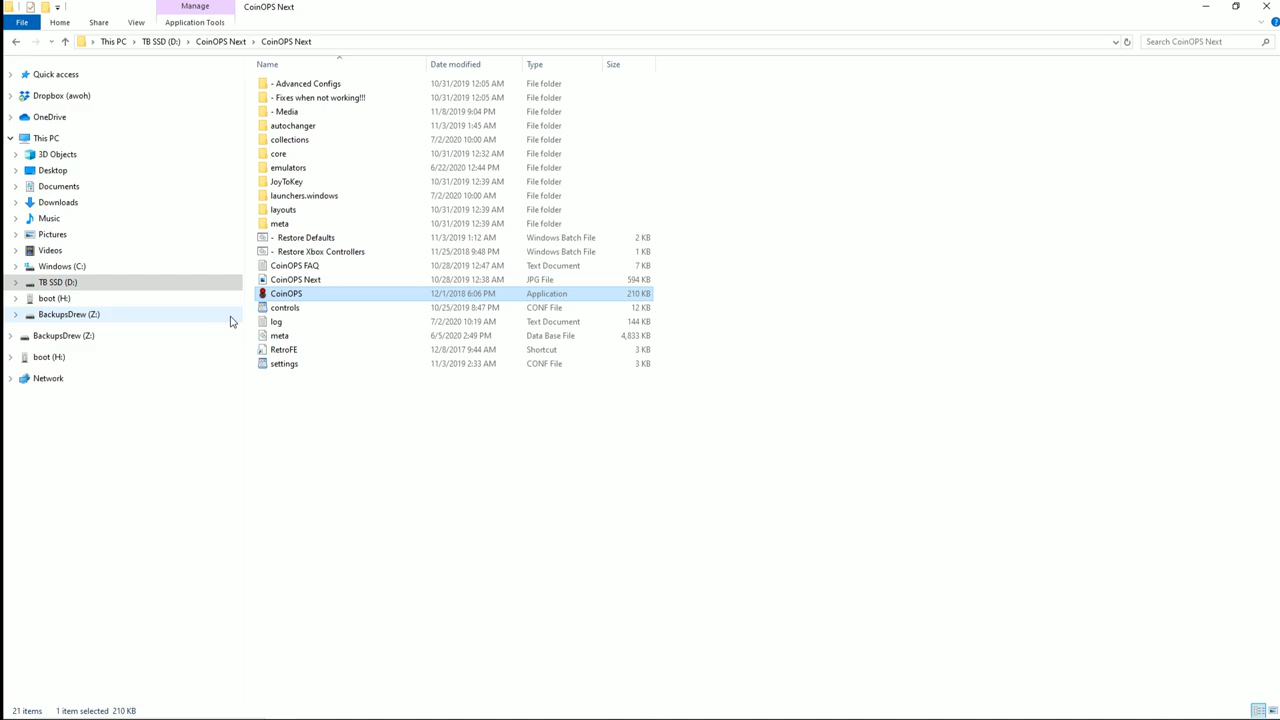 Manage
CoinOPS Next
File Home Share View Application Tools
This PC TB SSD (D:) CoinOPS Next CoinOPS Next
Search CoinOPS Next
Name Date modified Type Size
Quick access
Dropbox (awoh)
OneDrive
This PC
3D Objects
Desktop
Documents
Downloads
Music
Pictures
Videos
Windows (C:)
TB SSD (D:)
boot (H:)
BackupsDrew (Z:)
BackupsDrew (Z:)
boot (H:)
Network
- Advanced Configs 10/31/2019 12:05 AM File folder
- Fixes when not working!!! 10/31/2019 12:05 AM File folder
- Media 11/8/2019 9:04 PM File folder
autochanger 11/3/2019 1:45 AM File folder
collections 7/2/2020 10:00 AM File folder
core 10/31/2019 12:32 AM File folder
emulators 6/22/2020 12:44 PM File folder
JoyToKey 10/31/2019 12:39 AM File folder
launchers.windows 7/2/2020 10:00 AM File folder
layouts 10/31/2019 12:39 AM File folder
meta 10/31/2019 12:39 AM File folder
- Restore Defaults 11/3/2019 1:12 AM Windows Batch File 2 KB
- Restore Xbox Controllers 11/25/2018 9:48 PM Windows Batch File 1 KB
CoinOPS FAQ 10/28/2019 12:47 AM Text Document 7 KB
CoinOPS Next 10/28/2019 12:38 AM JPG File 594 KB
CoinOPS 12/1/2018 6:06 PM Application 210 KB
controls 10/25/2019 8:47 PM CONF File 12 KB
log 7/2/2020 10:19 AM Text Document 144 KB
meta 6/5/2020 2:49 PM Data Base File 4,833 KB
RetroFE 12/8/2017 9:44 AM Shortcut 3 KB
settings 11/3/2019 2:33 AM CONF File 3 KB
21 items 1 item selected 210 KB